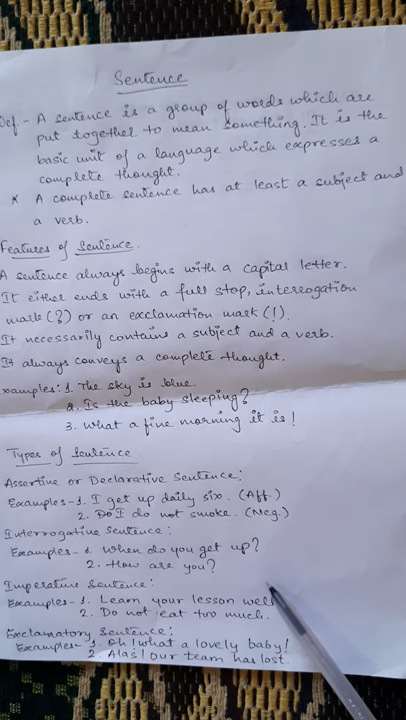 Sentence
Def - A sentence is a group of words which are
put together to mean something. It is the
basic unit of a language which expresses a
complete thought.
* A complete sentence has at least a subject and
a verb.
Features of Sentence.
A sentence always begins with a capital letter.
It either ends with a full stop, interrogation
mark (?) or an exclamation mark (!).
It necessarily contains a subject and a verb.
It always conveys a complete thought.
xamples: 1. The sky is blue.
2. Is the baby sleeping?
3. What a fine morning it is!
Types of Sentence
Assertive or Declarative Sentence:
Examples - 1. I get up daily six. (Aff.)
2. I do not smoke. (Neg.)
Interrogative Sentence:
Examples - 1. When do you get up?
2. How are you?
Imperative Sentence:
Examples - 1. Learn your lesson well
2. Do not eat too much.
Exclamatory Sentence:
Examples - 1. Oh! What a lovely baby!
2. Alas! Our team has lost.